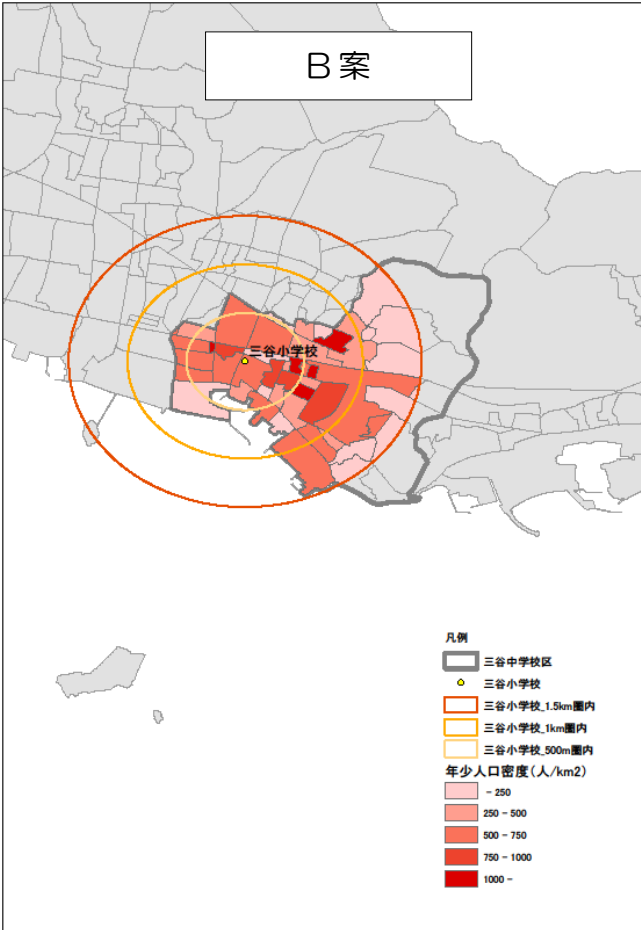 B案
三谷小学校
凡例
三谷中学校区
三谷小学校
三谷小学校_1.5km圏内
三谷小学校_1km圏内
三谷小学校_500m圏内
年少人口密度(人/km2)
- 250
250 - 500
500 - 750
750 - 1000
1000 -